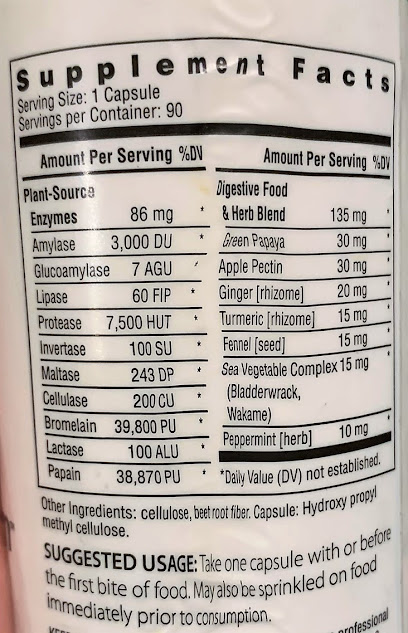 Supplement Facts
Serving Size: 1 Capsule
Servings per Container: 90
Amount Per Serving %DV
Plant-Source
Enzymes 86 mg *
Amylase 3,000 DU *
Glucoamylase 7 AGU *
Lipase 60 FIP *
Protease 7,500 HUT *
Invertase 100 SU *
Maltase 243 DP *
Cellulase 200 CU *
Bromelain 39,800 PU *
Lactase 100 ALU *
Papain 38,870 PU *
Amount Per Serving %DV
Digestive Food
& Herb Blend 135 mg *
Green Papaya 30 mg *
Apple Pectin 30 mg *
Ginger [rhizome] 20 mg *
Turmeric [rhizome] 15 mg *
Fennel [seed] 15 mg *
Sea Vegetable Complex 15 mg *
(Bladderwrack,
Wakame)
Peppermint [herb] 10 mg *
*Daily Value (DV) not established.
Other Ingredients: cellulose, beet root fiber. Capsule: Hydroxy propyl
methyl cellulose.
SUGGESTED USAGE: Take one capsule with or before
the first bite of food. May also be sprinkled on food
immediately prior to consumption.